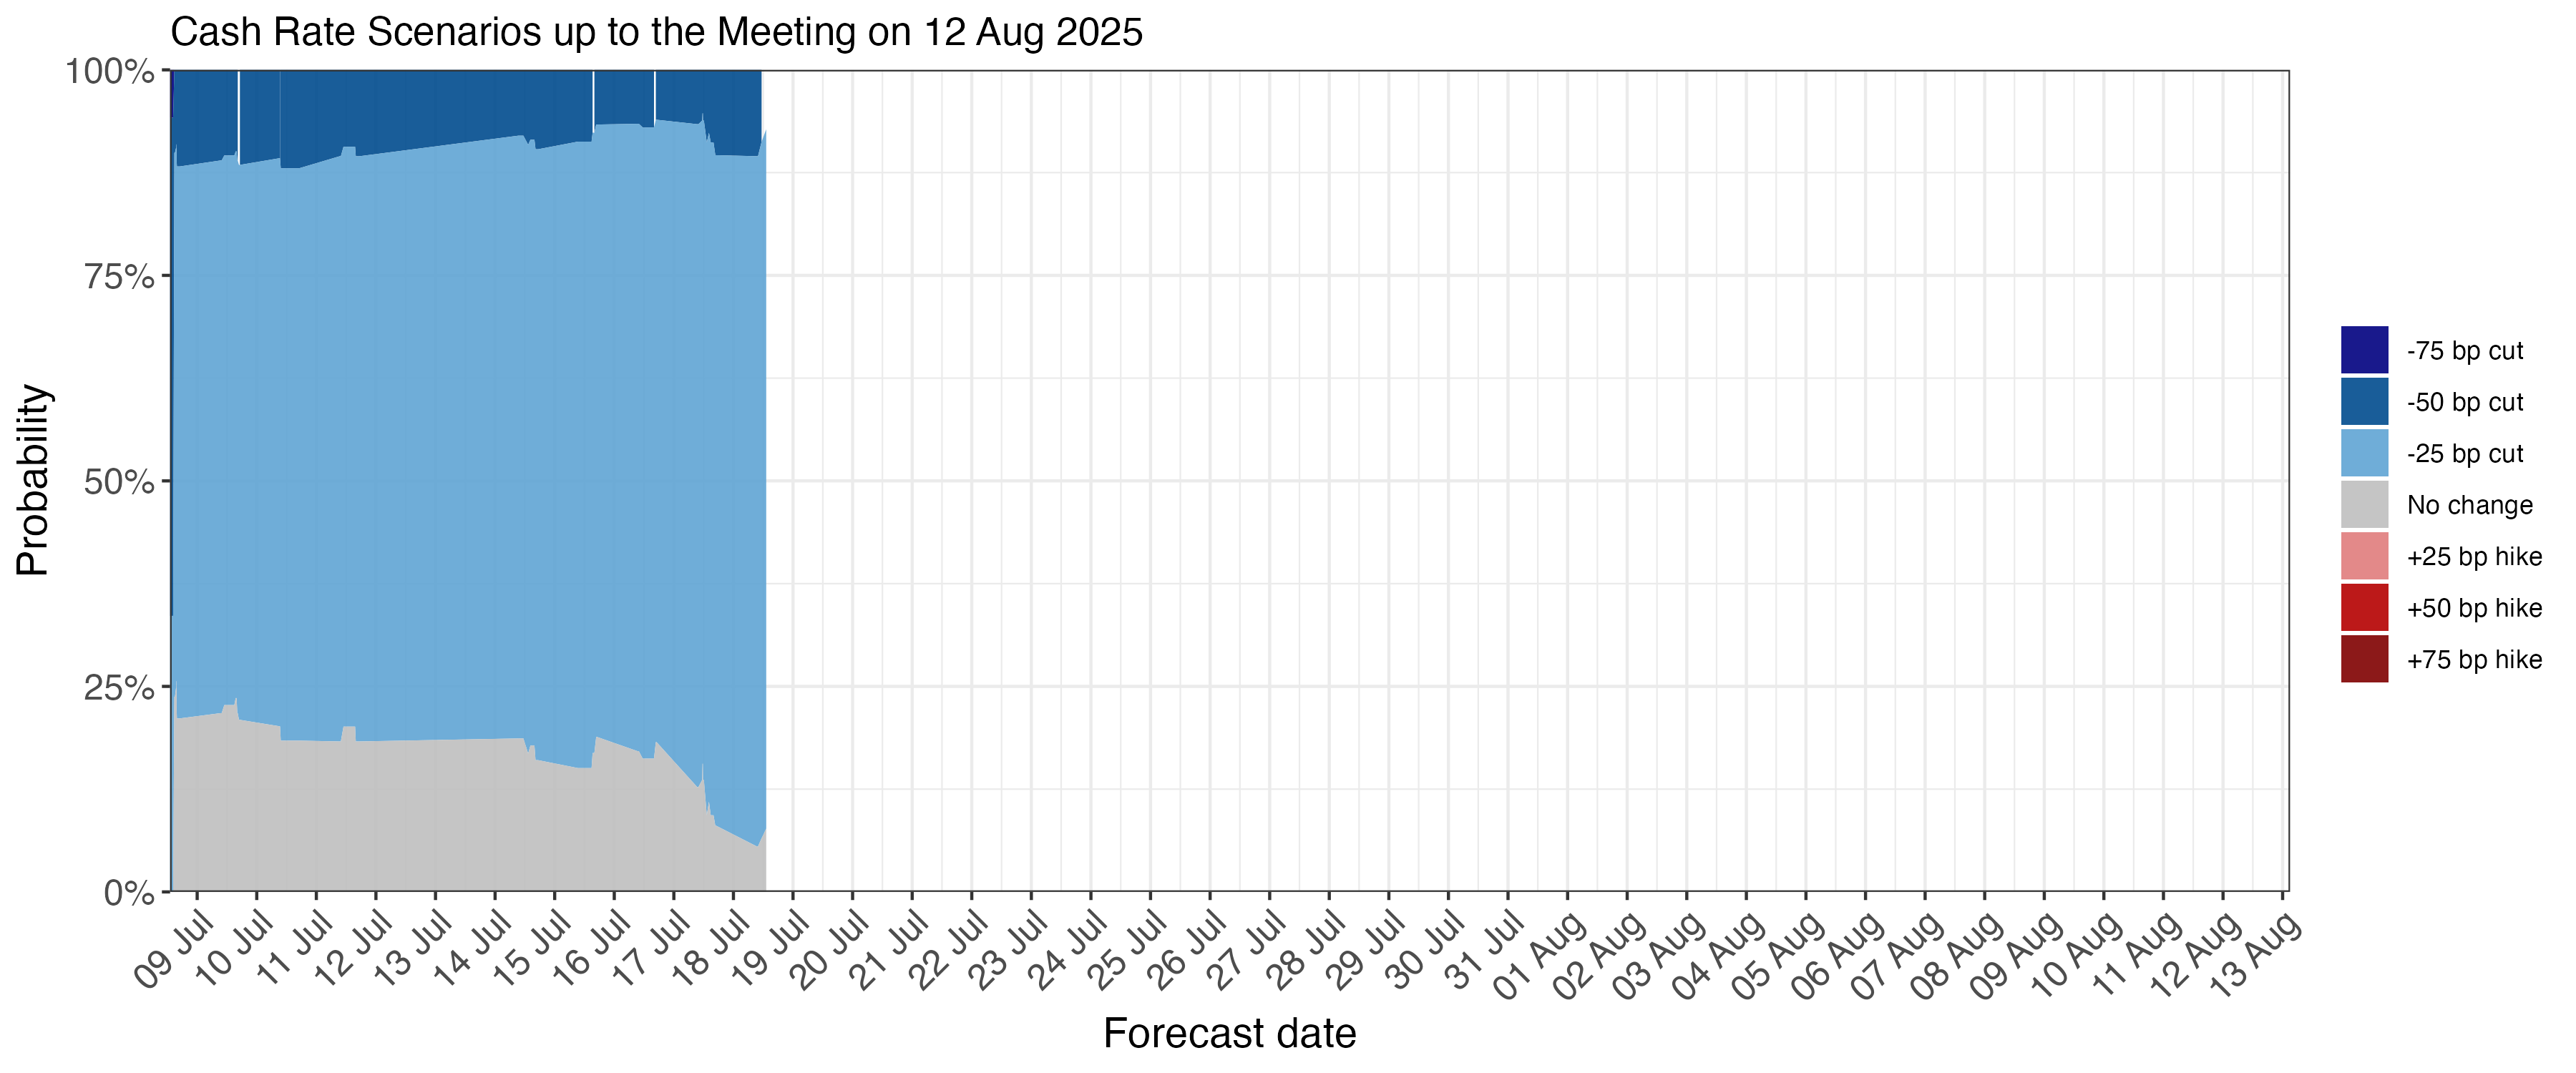 Cash Rate Scenarios up to the Meeting on 12 Aug 2025
100%
75%
50%
25%
0%
Probability
09 Jul
10 Jul
11 Jul
12 Jul
13 Jul
14 Jul
15 Jul
16 Jul
17 Jul
18 Jul
19 Jul
20 Jul
21 Jul
22 Jul
23 Jul
24 Jul
25 Jul
26 Jul
27 Jul
28 Jul
29 Jul
30 Jul
31 Jul
01 Aug
02 Aug
03 Aug
04 Aug
05 Aug
06 Aug
07 Aug
08 Aug
09 Aug
10 Aug
11 Aug
12 Aug
13 Aug
Forecast date
-75 bp cut
-50 bp cut
-25 bp cut
No change
+25 bp hike
+50 bp hike
+75 bp hike